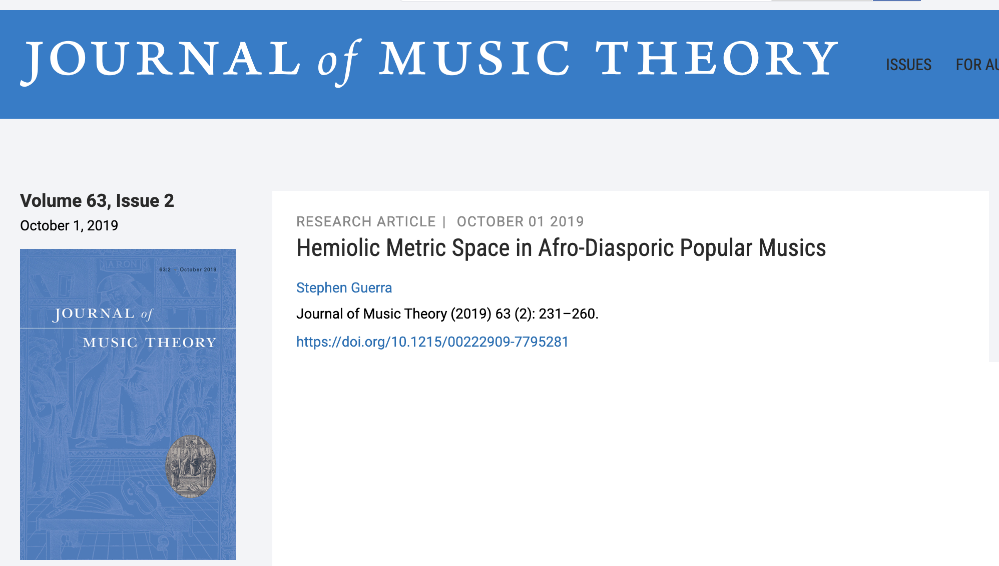 JOURNAL of MUSIC THEORY
ISSUES
FOR AU
Volume 63, Issue 2
October 1, 2019
ARON
63:2 October 2019
JOURNAL of
MUSIC THEORY
RESEARCH ARTICLE | OCTOBER 01 2019
Hemiolic Metric Space in Afro-Diasporic Popular Musics
Stephen Guerra
Journal of Music Theory (2019) 63 (2): 231–260.
https://doi.org/10.1215/00222909-7795281